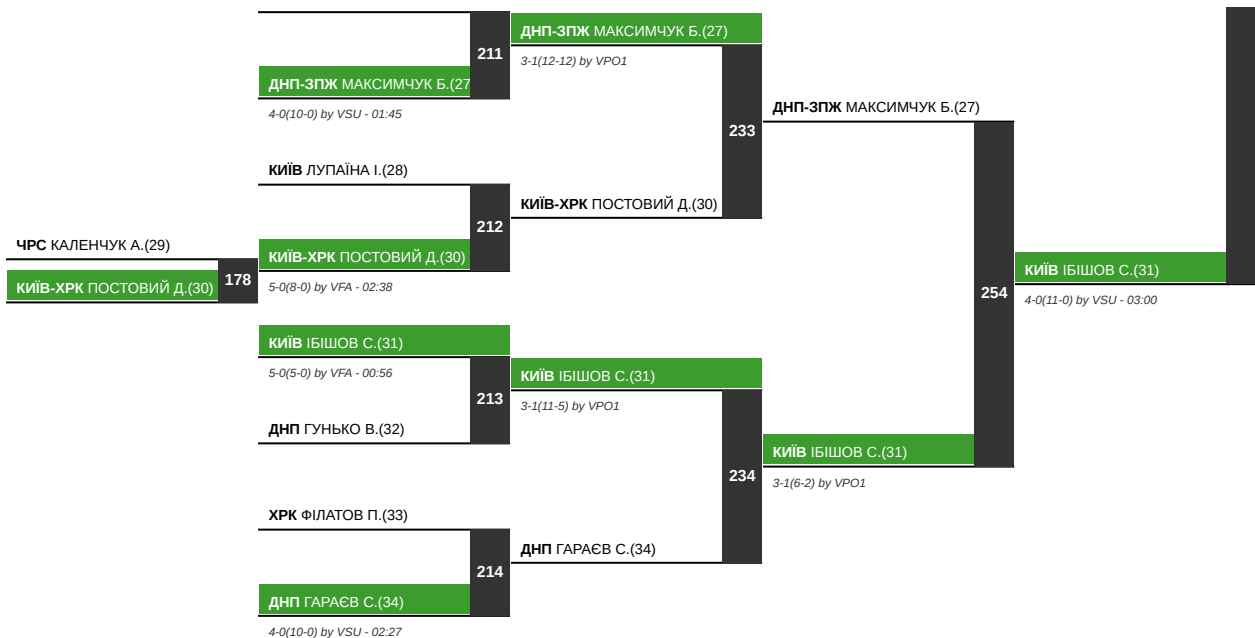 211
ДНП-ЗПЖ МАКСИМЧУК Б.(27
4-0(10-0) by VSU - 01:45
КИЇВ ЛУПАЇНА І.(28)
212
ЧРС КАЛЕНЧУК А.(29)
КИЇВ-ХРК ПОСТОВИЙ Д.(30)
178
КИЇВ-ХРК ПОСТОВИЙ Д.(30)
5-0(8-0) by VFA - 02:38
КИЇВ ІБІШОВ С.(31)
5-0(5-0) by VFA - 00:56
213
ДНП ГУНЬКО В.(32)
ХРК ФІЛАТОВ П.(33)
214
ДНП ГАРАЄВ С.(34)
4-0(10-0) by VSU - 02:27
ДНП-ЗПЖ МАКСИМЧУК Б.(27)
3-1(12-12) by VPO1
233
КИЇВ-ХРК ПОСТОВИЙ Д.(30)
КИЇВ ІБІШОВ С.(31)
3-1(11-5) by VPO1
234
ДНП ГАРАЄВ С.(34)
ДНП-ЗПЖ МАКСИМЧУК Б.(27)
254
КИЇВ ІБІШОВ С.(31)
3-1(6-2) by VPO1
КИЇВ ІБІШОВ С.(31)
4-0(11-0) by VSU - 03:00